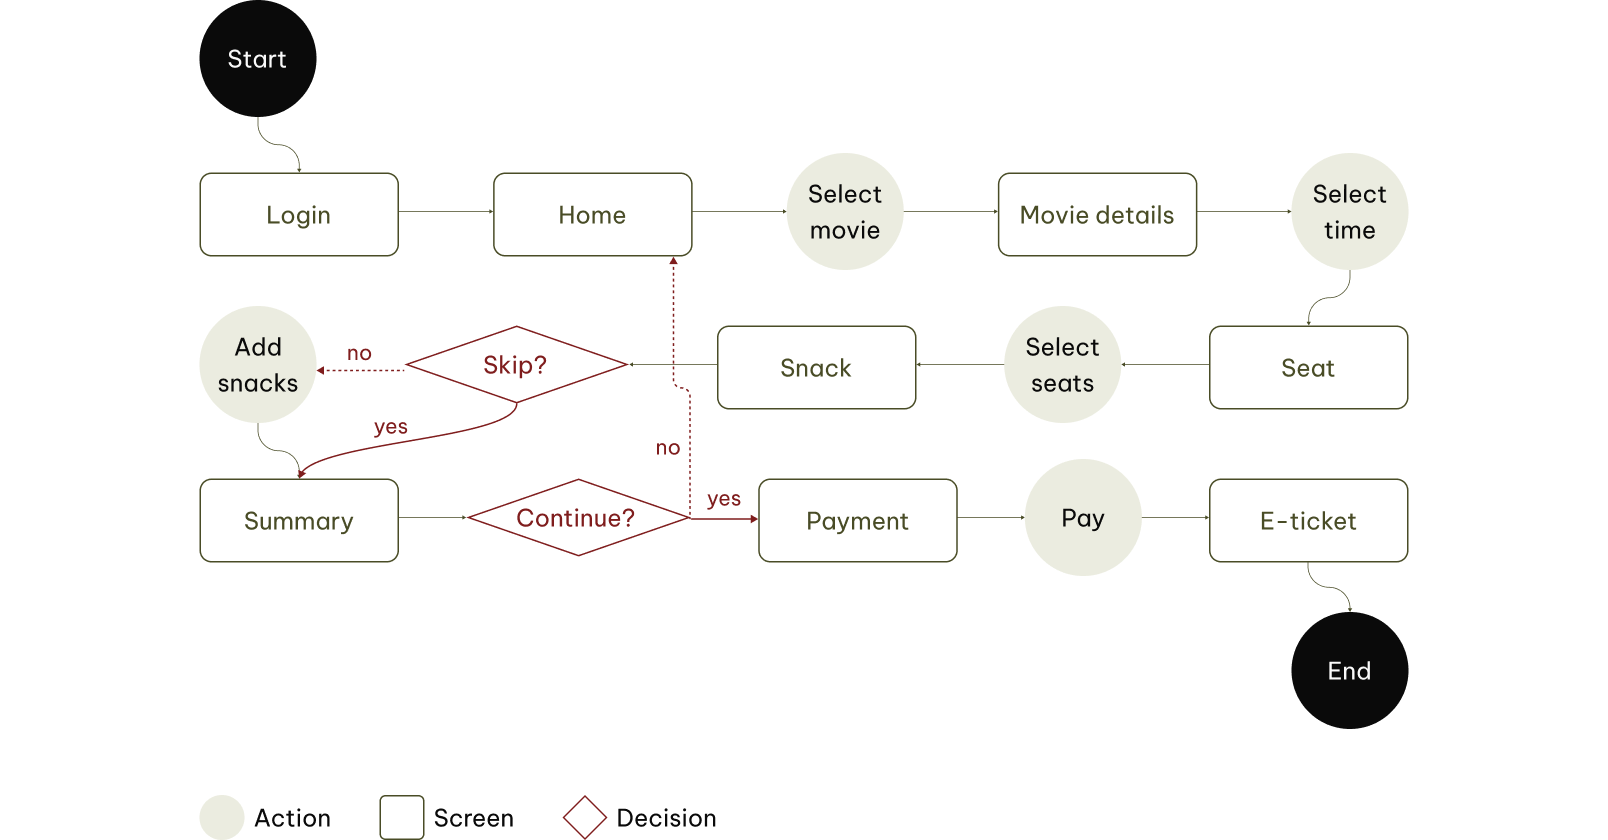 Start
Login
Home
Select
movie
Movie details
Select
time
Add
snacks
no
Skip?
Snack
Select
seats
Seat
yes
no
Summary
Continue?
yes
Payment
Pay
E-ticket
End
Action
Screen
Decision